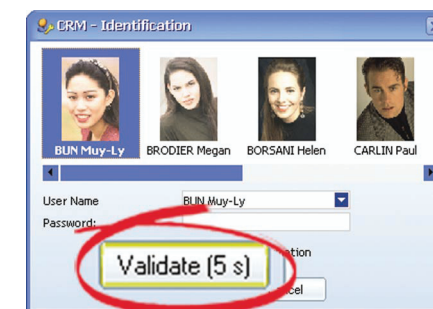 CRM - Identification
BUN Muy-Ly BRODIER Megan BORSANI Helen CARLIN Paul
User Name BUN Muy-Ly
Password:
Validate (5 s)